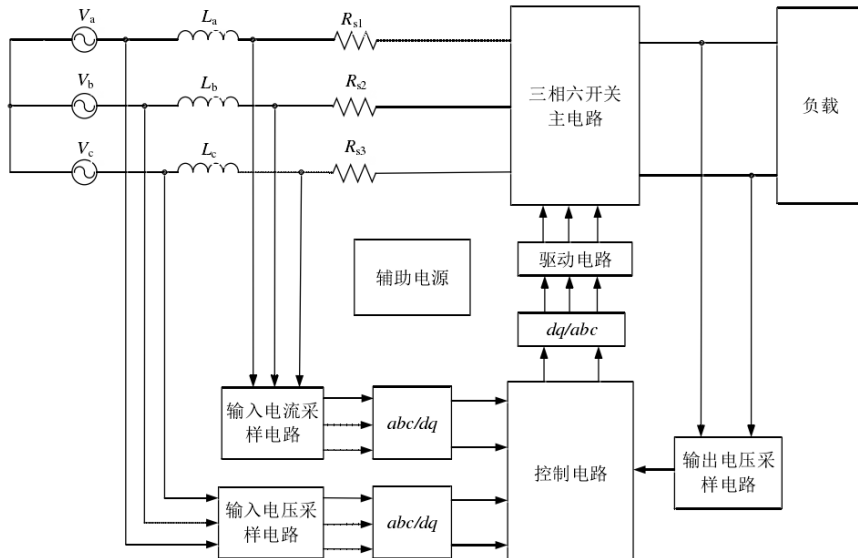 Va
La
Rs1
Vb
Lb
Rs2
Vc
Lc
Rs3
三相六开关
主电路
负载
辅助电源
驱动电路
dq/abc
输入电流采
样电路
abc/dq
控制电路
输出电压采
样电路
输入电压采
样电路
abc/dq